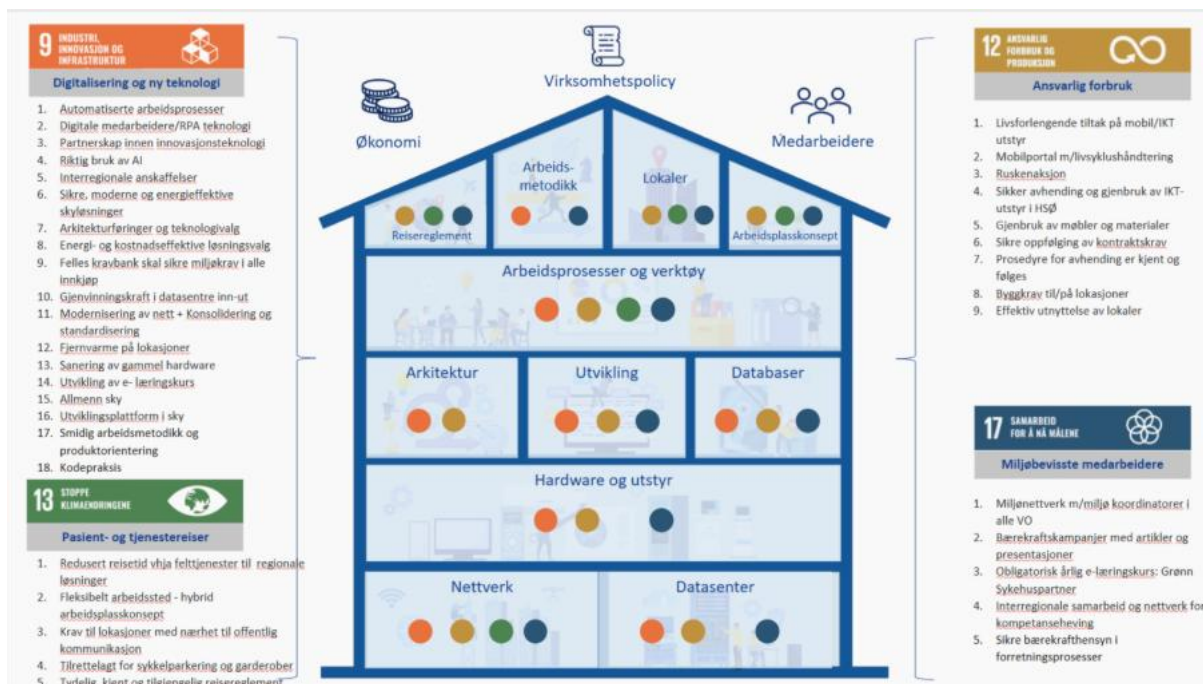 9 INDUSTRI,
INNOVASJON OG
INFRASTRUKTUR
Digitalisering og ny teknologi
1. Automatiserte arbeidsprosesser
2. Digitale medarbeidere/RPA teknologi
3. Partnerskap innen innovasjonsteknologi
4. Riktig bruk av AI
5. Interregionale anskaffelser
6. Sikre, moderne og energieffektive
skyløsninger
7. Arkitekturføringer og teknologivalg
8. Energi- og kostnadseffektive løsningsvalg
9. Felles kravbank skal sikre miljøkrav i alle
innkjøp
10. Gjenvinningskraft i datasentre inn-ut
11. Modernisering av nett + Konsolidering og
standardisering
12. Fjernvarme på lokasjoner
13. Sanering av gammel hardware
14. Utvikling av e- læringskurs
15. Allmenn sky
16. Utviklingsplattform i sky
17. Smidig arbeidsmetodikk og
produktorientering
18. Kodepraksis
13 STOPPE
KLIMAENDRINGENE
Pasient- og tjenestereiser
1. Redusert reisetid vhja felttjenester til regionale
løsninger
2. Fleksibelt arbeidssted - hybrid
arbeidsplasskonsept
3. Krav til lokasjoner med nærhet til offentlig
kommunikasjon
4. Tilrettelagt for sykkelparkering og garderober
5. Tydelig, kjent og tilgjengelig reisereglement
Virksomhetspolicy
Økonomi
Medarbeidere
Reisereglement
Arbeids-
metodikk
Lokaler
Arbeidsplasskonsept
Arbeidsprosesser og verktøy
Arkitektur
Utvikling
Databaser
Hardware og utstyr
Nettverk
Datasenter
12 ANSVARLIG
FORBRUK OG
PRODUKSJON
Ansvarlig forbruk
1. Livsforlengende tiltak på mobil/IKT
utstyr
2. Mobilportal m/livsyklushåndtering
3. Ruskenaksjon
4. Sikker avhending og gjenbruk av IKT-
utstyr i HSØ
5. Gjenbruk av møbler og materialer
6. Sikre oppfølging av kontraktskrav
7. Prosedyre for avhending er kjent og
følges
8. Byggkrav til/på lokasjoner
9. Effektiv utnyttelse av lokaler
17 SAMARBEID
FOR Å NÅ MÅLENE
Miljøbevisste medarbeidere
1. Miljønettverk m/miljø koordinatorer i
alle VO
2. Bærekraftskampanjer med artikler og
presentasjoner
3. Obligatorisk årlig e-læringskurs: Grønn
Sykehuspartner
4. Interregionale samarbeid og nettverk for
kompetanseheving
5. Sikre bærekrafthensyn i
forretningsprosesser